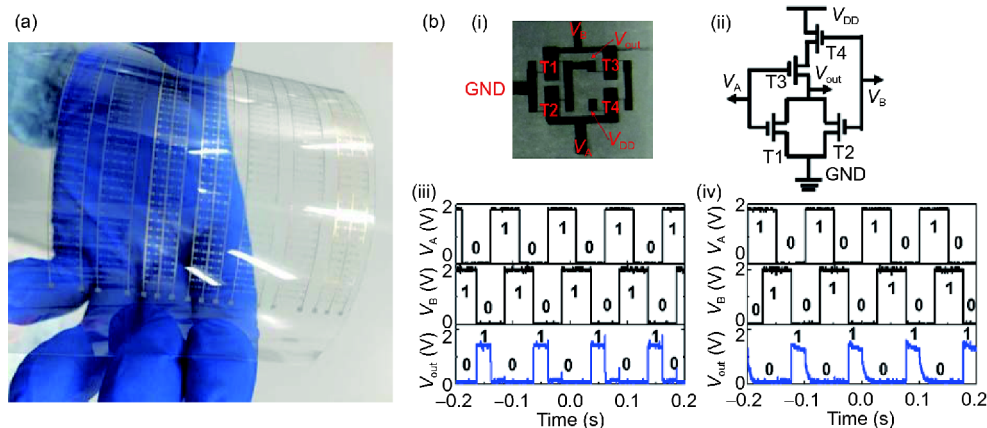 (a)
(b)
(i)
V_B
V_out
T1
T3
GND
T2
T4
V_A
V_DD
(ii)
V_DD
T4
T3
V_out
V_A
V_B
T1
T2
GND
(iii)
V_A (V)
2
0
0 1 0 1 0 1 0 1
V_B (V)
2
0
1 0 1 0 1 0 1 0 1
V_out (V)
2
0
0 1 0 1 0 1 0 1 0
–0.2 –0.1 0.0 0.1 0.2
Time (s)
(iv)
V_A (V)
2
0
1 0 1 0 1 0 1 0
V_B (V)
2
0
0 1 0 1 0 1 0 1 0
V_out (V)
2
0
0 1 0 1 0 1 0 1
–0.2 –0.1 0.0 0.1 0.2
Time (s)